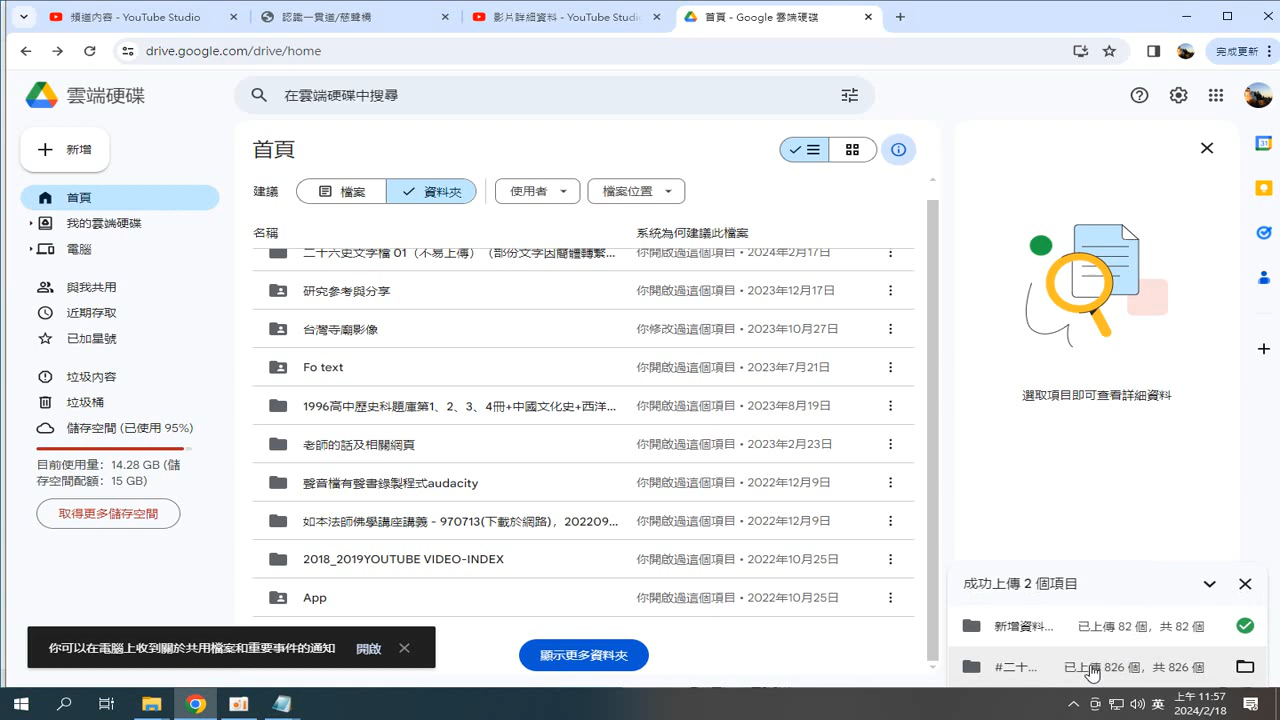 頻道內容 - YouTube Studio
認識一貫道/慈聲機
影片詳細資料 - YouTube Studio
首頁 - Google 雲端硬碟
drive.google.com/drive/home
完成更新
雲端硬碟
在雲端硬碟中搜尋
新增
首頁
我的雲端硬碟
電腦
與我共用
近期存取
已加星號
垃圾內容
垃圾桶
儲存空間 (已使用 95%)
目前使用量：14.28 GB (儲
存空間配額：15 GB)
取得更多儲存空間
首頁
建議
檔案
資料夾
使用者
檔案位置
名稱
系統為何建議此檔案
二十六史文字檔 01（不易上傳）（部份文字因簡體轉繁...
你開啟過這個項目・2024年2月17日
研究參考與分享
你開啟過這個項目・2023年12月17日
台灣寺廟影像
你修改過這個項目・2023年10月27日
Fo text
你開啟過這個項目・2023年7月21日
1996高中歷史科題庫第1、2、3、4冊+中國文化史+西洋...
你開啟過這個項目・2023年8月19日
老師的話及相關網頁
你開啟過這個項目・2023年2月23日
聲音檔有聲書錄製程式audacity
你開啟過這個項目・2022年12月9日
如本法師佛學講座講義 - 970713(下載於網路)，202209...
你開啟過這個項目・2022年12月9日
2018_2019YOUTUBE VIDEO-INDEX
你開啟過這個項目・2022年10月25日
App
你開啟過這個項目・2022年10月25日
顯示更多資料夾
你可以在電腦上收到關於共用檔案和重要事件的通知
開啟
31
選取項目即可查看詳細資料
成功上傳 2 個項目
新增資料...
已上傳 82 個，共 82 個
#二十...
已上傳 826 個，共 826 個
英
上午 11:57
2024/2/18